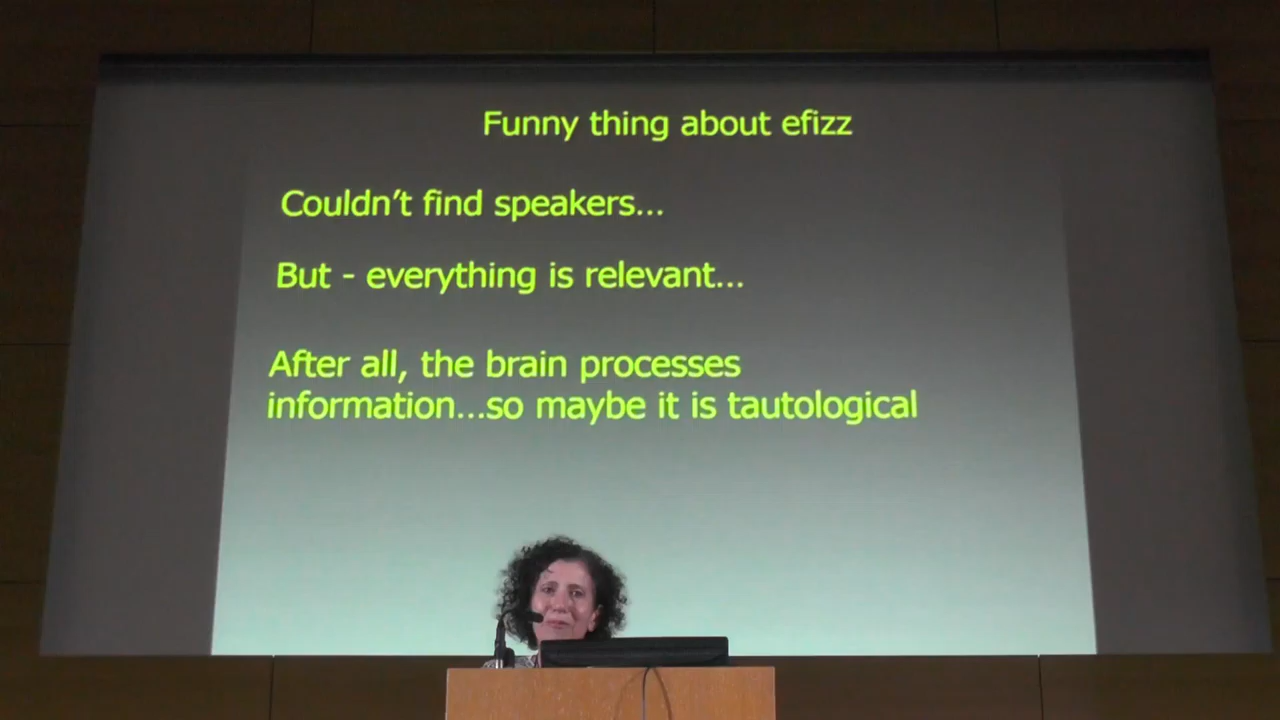 Funny thing about efizz
Couldn't find speakers...
But - everything is relevant...
After all, the brain processes
information...so maybe it is tautological